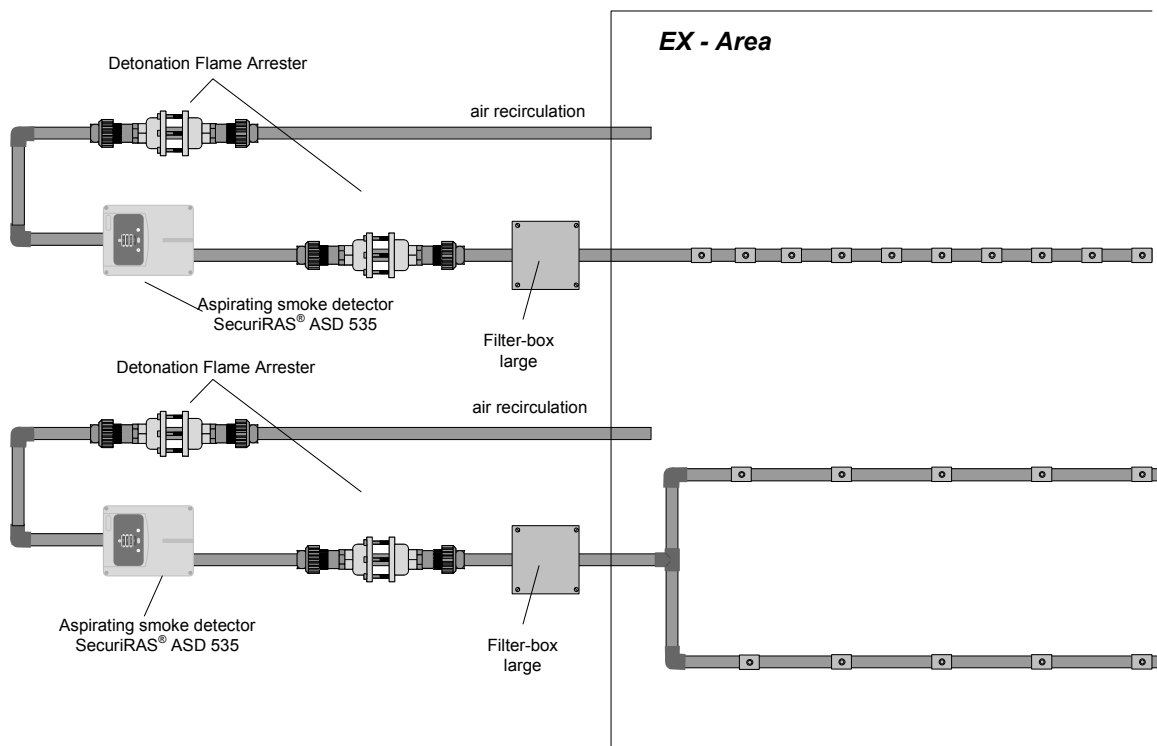 EX - Area
Detonation Flame Arrester
air recirculation
Aspirating smoke detector
SecuriRAS® ASD 535
Filter-box
large
Detonation Flame Arrester
air recirculation
Aspirating smoke detector
SecuriRAS® ASD 535
Filter-box
large